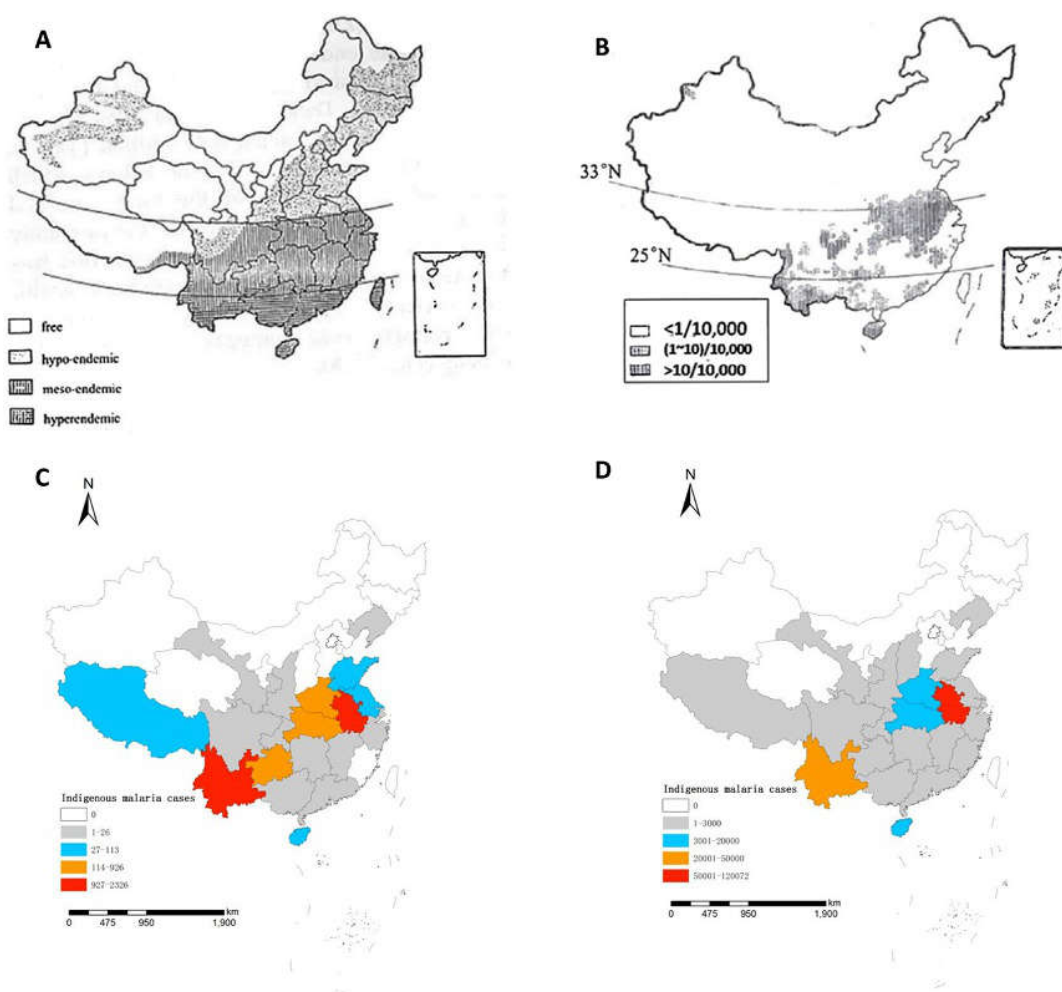 A
free
hypo-endemic
meso-endemic
hyperendemic
B
33°N
25°N
<1/10,000
(1~10)/10,000
>10/10,000
C
N
Indigenous malaria cases
0
1-26
27-113
114-926
927-2326
km
0 475 950 1,900
D
N
Indigenous malaria cases
0
1-3000
3001-20000
20001-50000
50001-120072
km
0 475 950 1,900